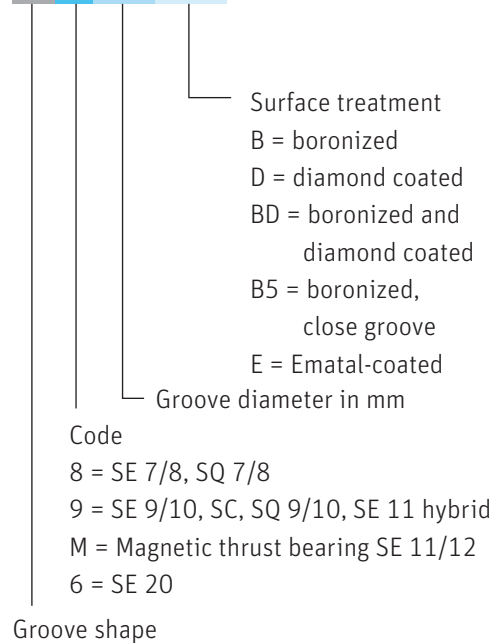 Surface treatment
B = boronized
D = diamond coated
BD = boronized and
diamond coated
B5 = boronized,
close groove
E = Ematal-coated
Groove diameter in mm
Code
8 = SE 7/8, SQ 7/8
9 = SE 9/10, SC, SQ 9/10, SE 11 hybrid
M = Magnetic thrust bearing SE 11/12
6 = SE 20
Groove shape